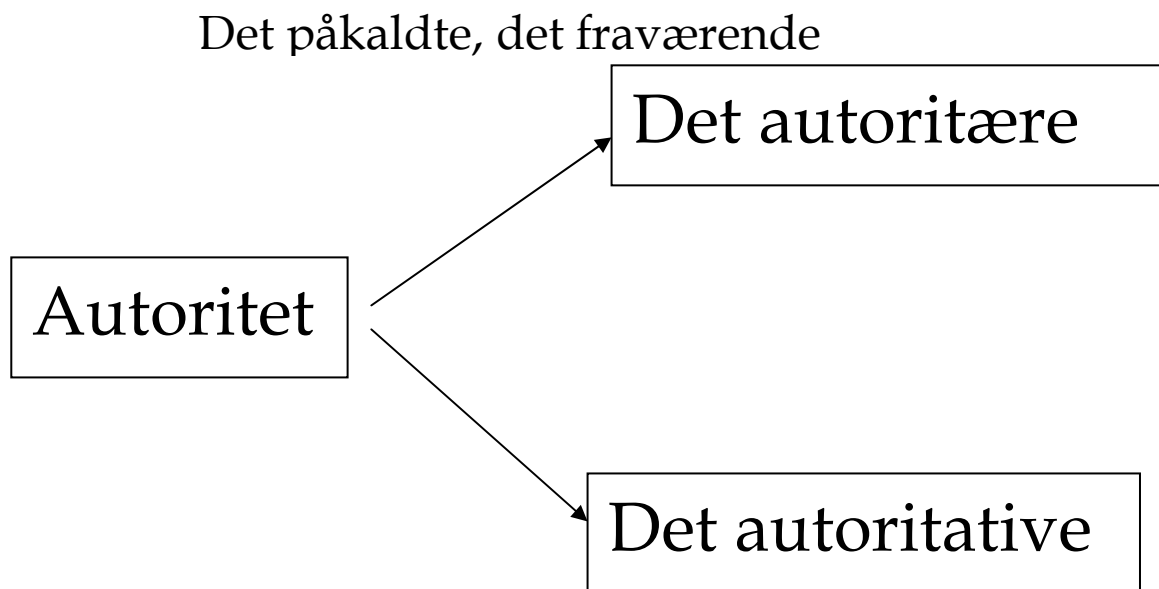 Det påkaldte, det fraværende
Det autoritære
Autoritet
Det autoritative